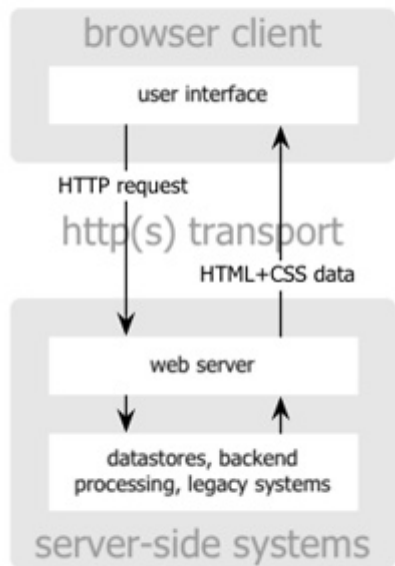 browser client
user interface
HTTP request
http(s) transport
HTML+CSS data
web server
datastores, backend
processing, legacy systems
server-side systems